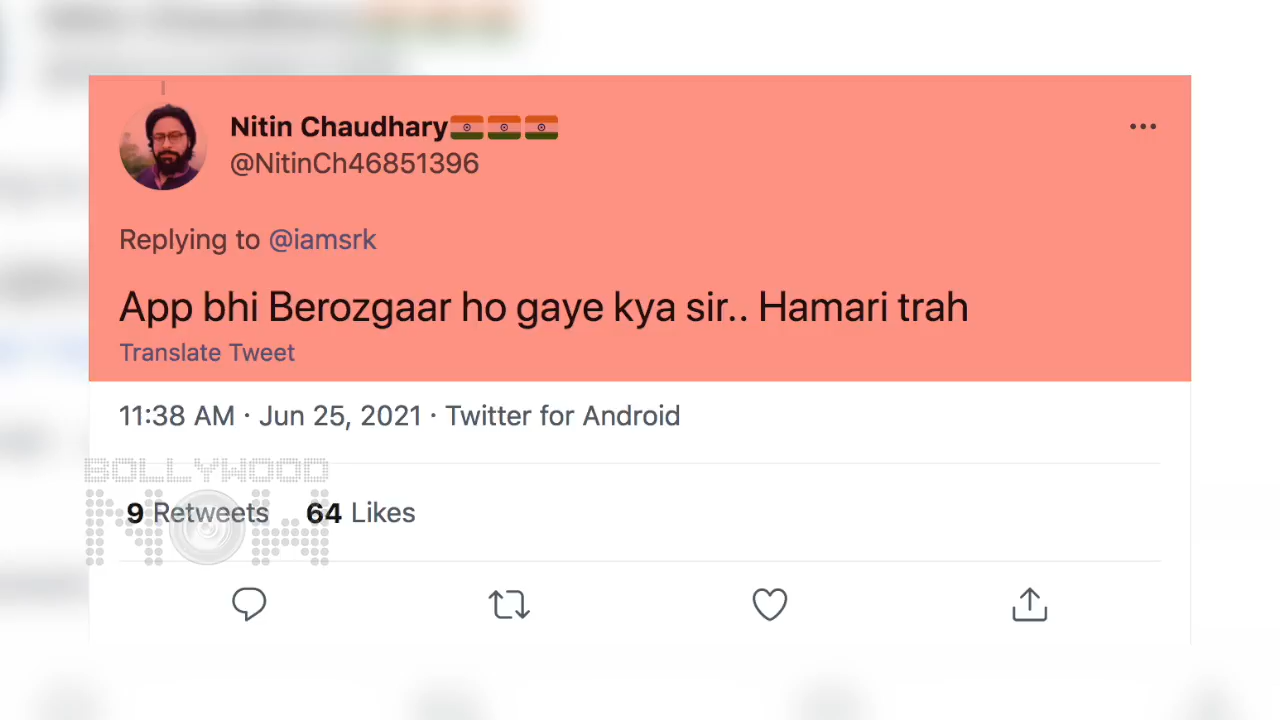 Nitin Chaudhary🇮🇳🇮🇳🇮🇳
@NitinCh46851396
Replying to @iamsrk
App bhi Berozgaar ho gaye kya sir.. Hamari trah
Translate Tweet
11:38 AM · Jun 25, 2021 · Twitter for Android
BOLLYWOOD
NOW
9 Retweets 64 Likes